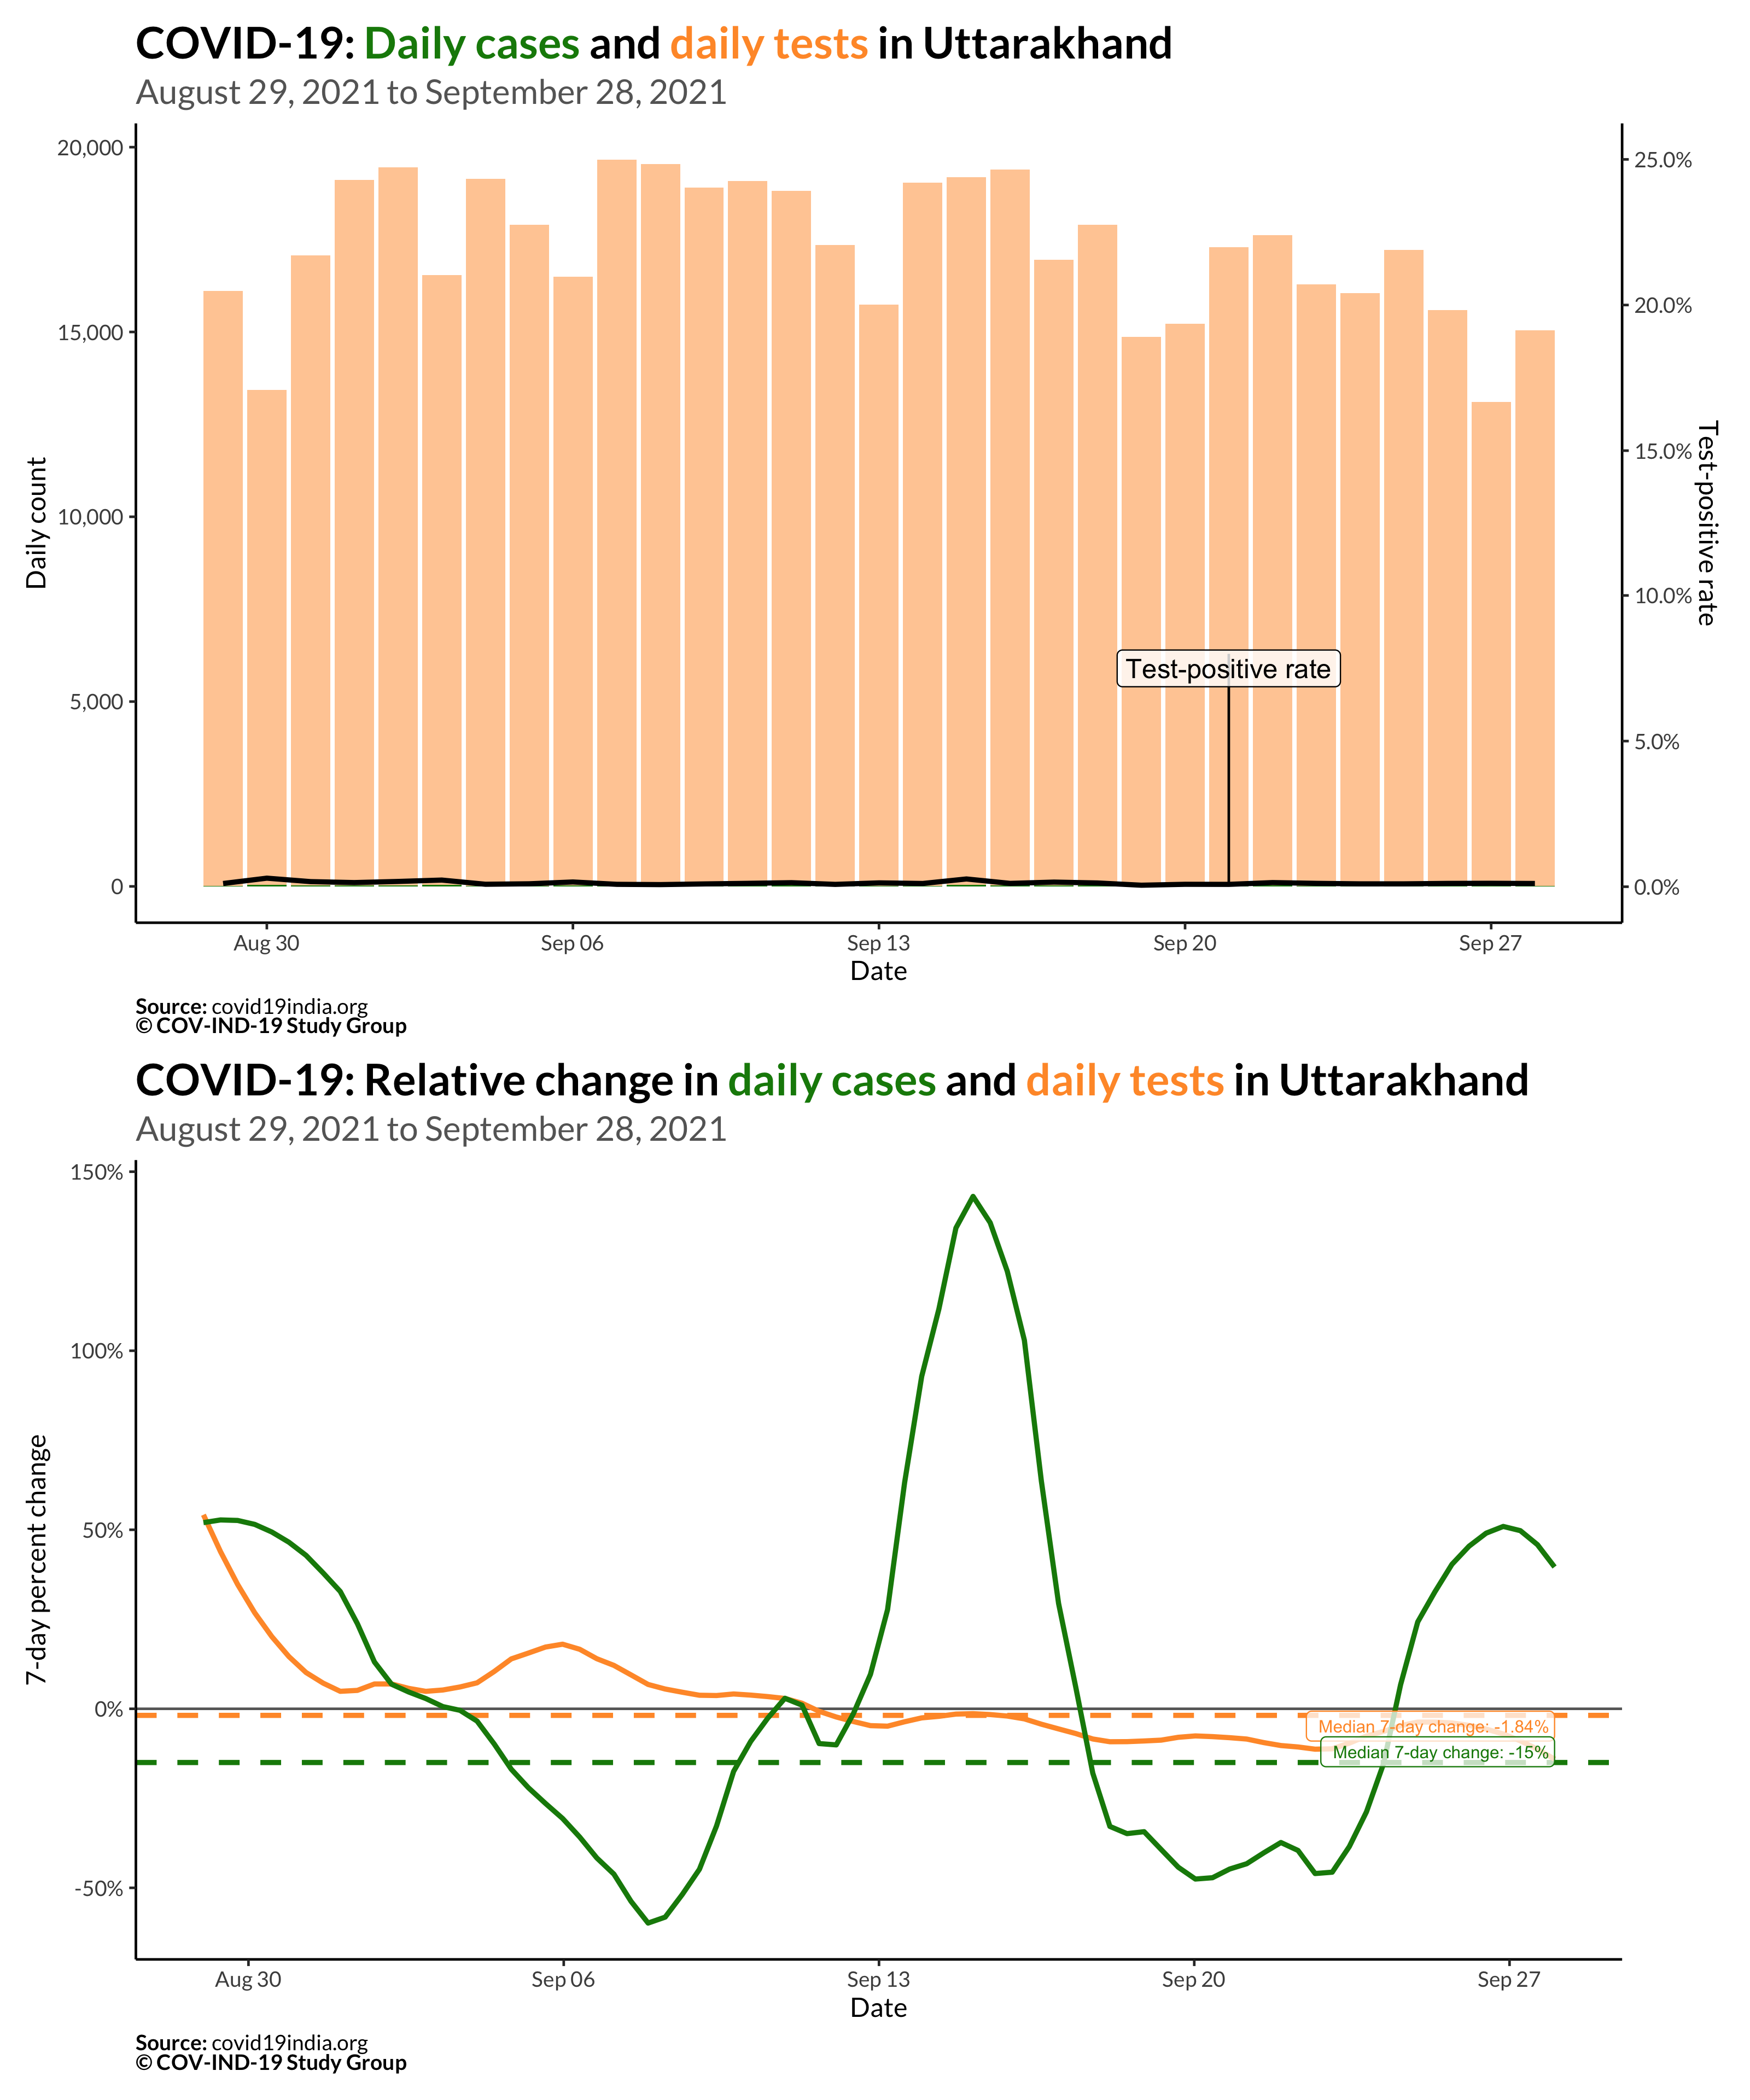 COVID-19: Daily cases and daily tests in Uttarakhand
August 29, 2021 to September 28, 2021
20,000
15,000
10,000
5,000
0
Daily count
25.0%
20.0%
15.0%
10.0%
5.0%
0.0%
Test-positive rate
Test-positive rate
Aug 30
Sep 06
Sep 13
Sep 20
Sep 27
Date
Source: covid19india.org
© COV-IND-19 Study Group
COVID-19: Relative change in daily cases and daily tests in Uttarakhand
August 29, 2021 to September 28, 2021
150%
100%
50%
0%
-50%
7-day percent change
Median 7-day change: -1.84%
Median 7-day change: -15%
Aug 30
Sep 06
Sep 13
Sep 20
Sep 27
Date
Source: covid19india.org
© COV-IND-19 Study Group